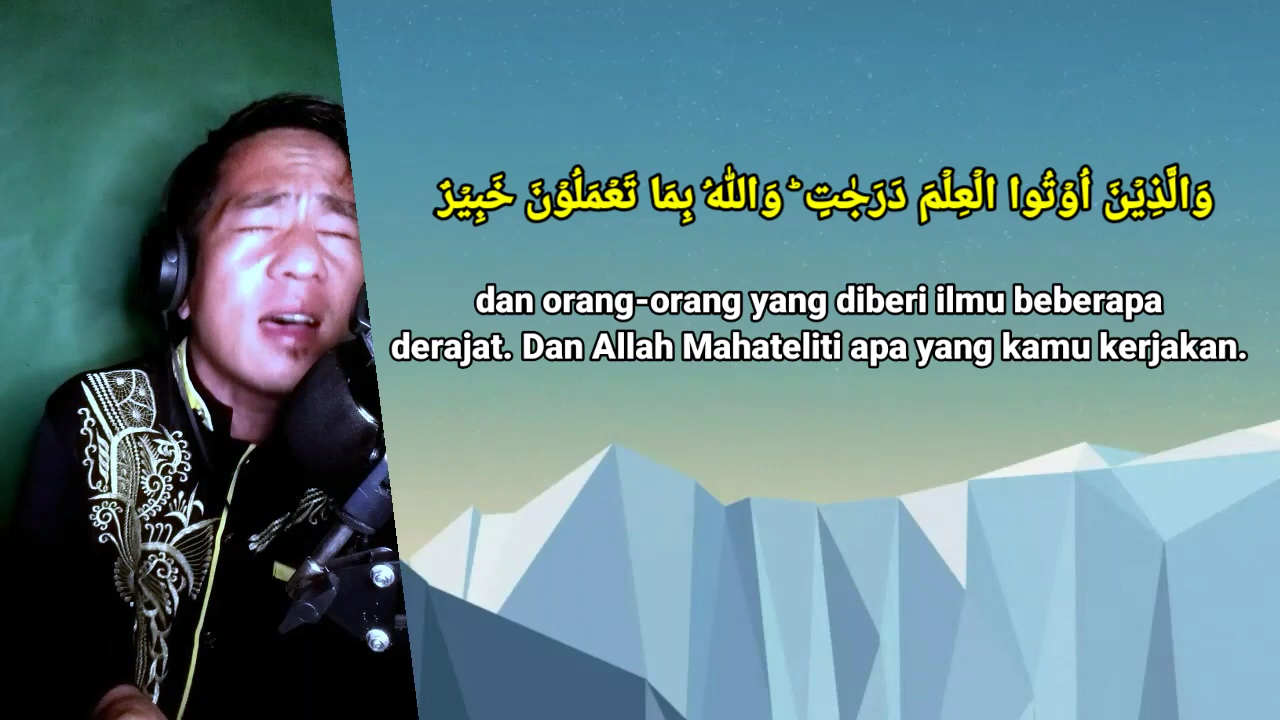 وَالَّذِيْنَ اُوْتُوا الْعِلْمَ دَرَجٰتٍ ۗ وَاللّٰهُ بِمَا تَعْمَلُوْنَ خَبِيْرٌ
dan orang-orang yang diberi ilmu beberapa
derajat. Dan Allah Mahateliti apa yang kamu kerjakan.